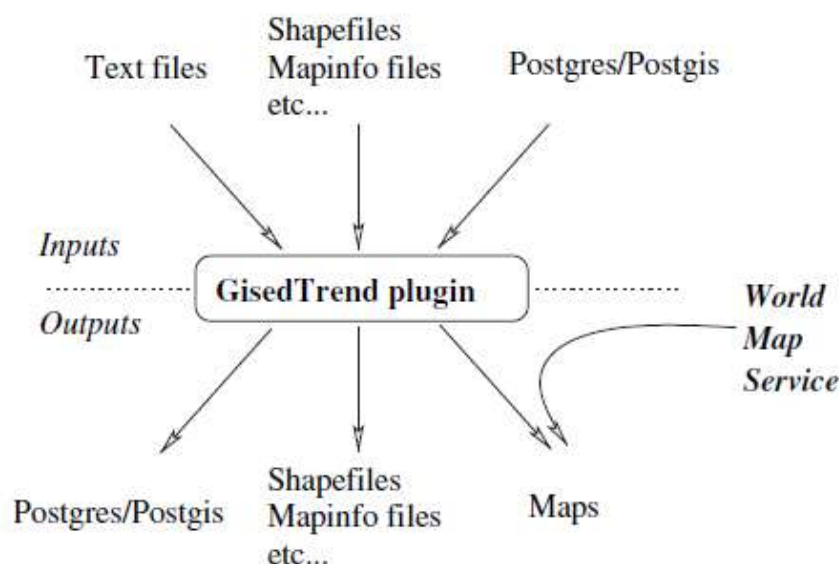 Text files
Shapefiles
Mapinfo files
etc...
Postgres/Postgis
Inputs
GisedTrend plugin
Outputs
World
Map
Service
Postgres/Postgis
Shapefiles
Mapinfo files
etc...
Maps